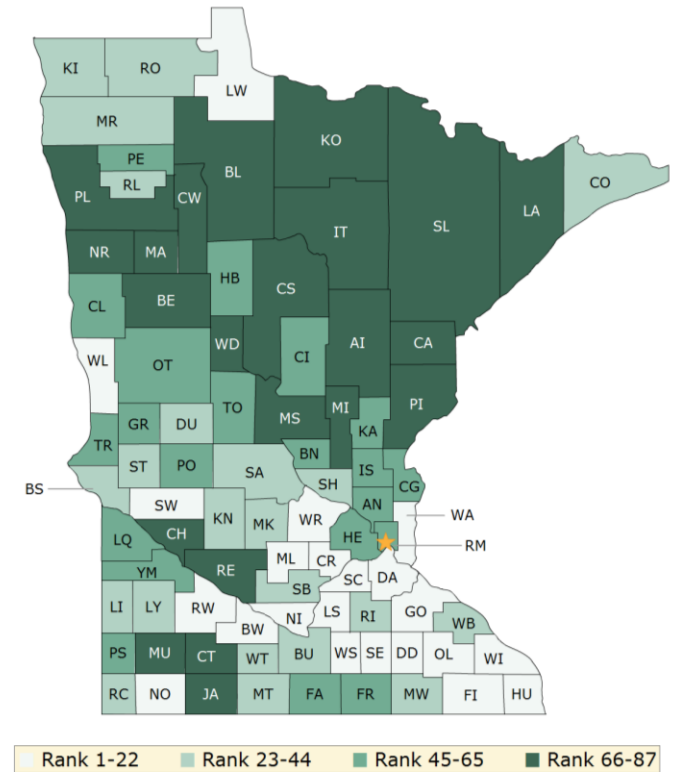 KI
RO
LW
MR
KO
PE
BL
RL
CO
PL
CW
LA
IT
SL
NR
MA
HB
CS
CL
BE
WD
AI
CA
WL
OT
CI
TO
MI
PI
GR
DU
MS
KA
TR
BN
ST
PO
SA
IS
SH
CG
BS
SW
AN
KN
WR
WA
MK
CH
HE
LQ
RM
ML
CR
YM
RE
SC
DA
SB
LI
LY
RW
NI
LS
RI
GO
WB
BW
PS
MU
CT
WT
BU
WS
SE
DD
OL
WI
RC
NO
JA
MT
FA
FR
MW
FI
HU
Rank 1-22 Rank 23-44 Rank 45-65 Rank 66-87